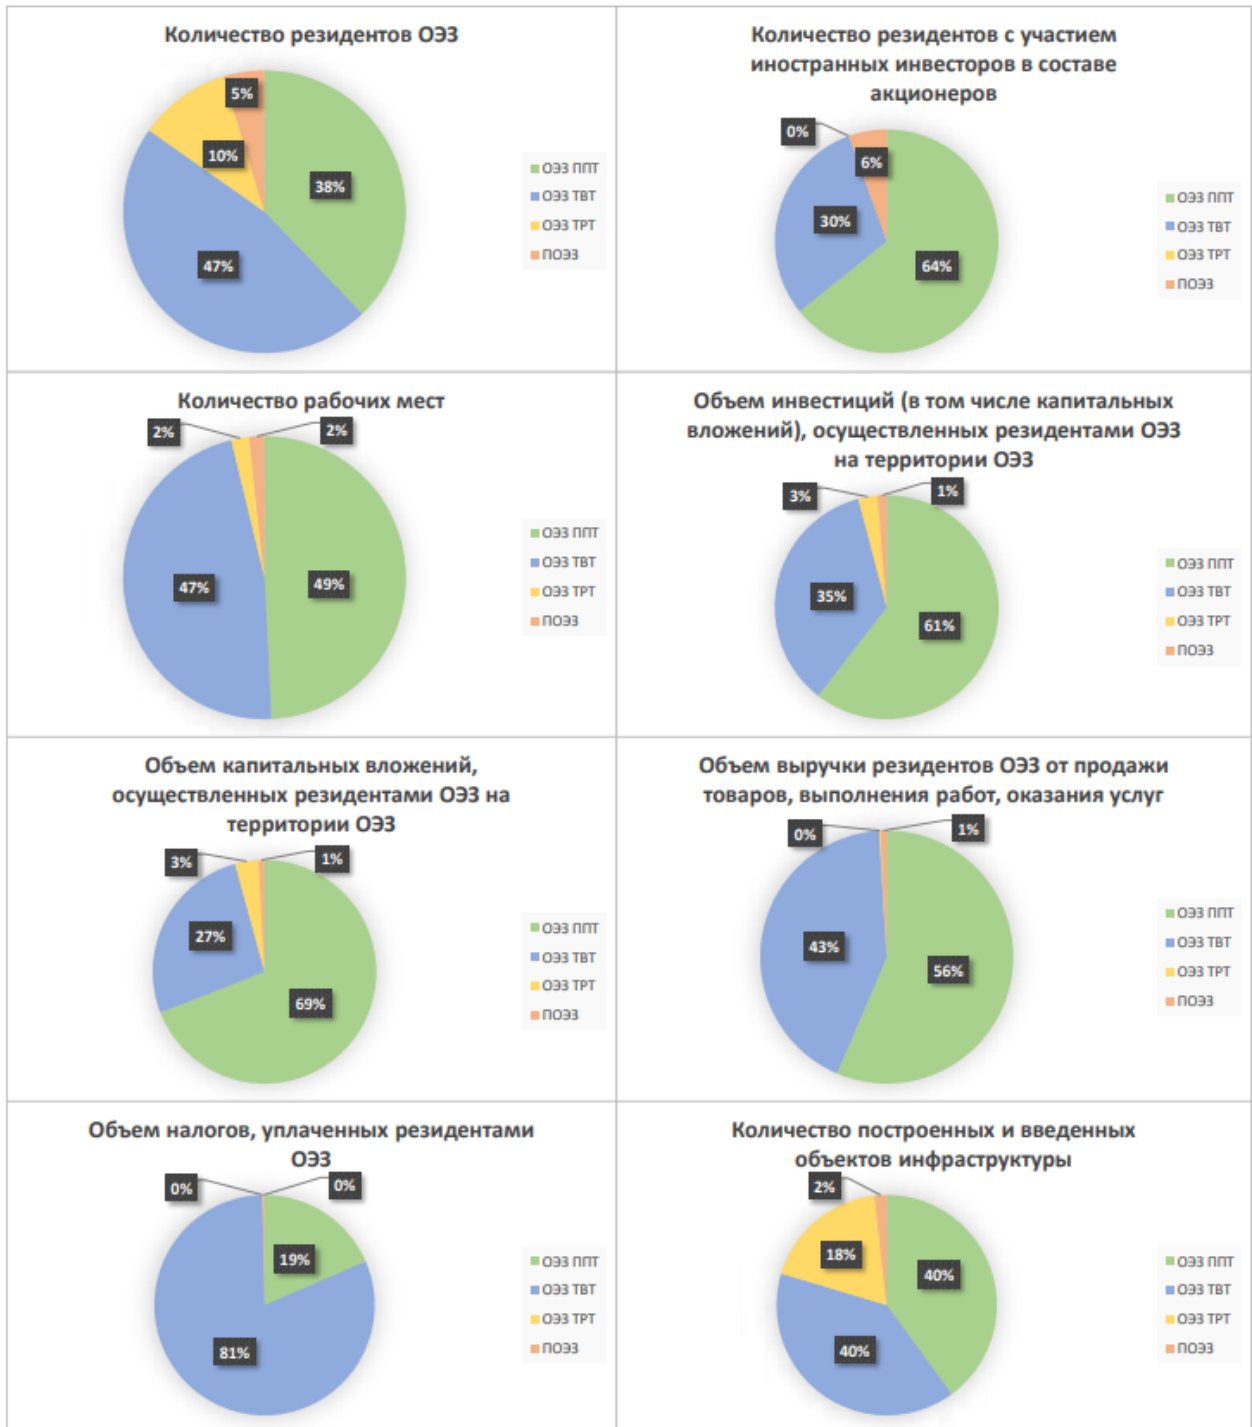 Количество резидентов ОЭЗ
5%
10%
38%
47%
ОЭЗ ППТ
ОЭЗ ТВТ
ОЭЗ ТРТ
ПОЭЗ
Количество резидентов с участием
иностранных инвесторов в составе
акционеров
0%
6%
30%
64%
ОЭЗ ППТ
ОЭЗ ТВТ
ОЭЗ ТРТ
ПОЭЗ
Количество рабочих мест
2%
2%
47%
49%
ОЭЗ ППТ
ОЭЗ ТВТ
ОЭЗ ТРТ
ПОЭЗ
Объем инвестиций (в том числе капитальных
вложений), осуществленных резидентами ОЭЗ
на территории ОЭЗ
3%
1%
35%
61%
ОЭЗ ППТ
ОЭЗ ТВТ
ОЭЗ ТРТ
ПОЭЗ
Объем капитальных вложений,
осуществленных резидентами ОЭЗ на
территории ОЭЗ
3%
1%
27%
69%
ОЭЗ ППТ
ОЭЗ ТВТ
ОЭЗ ТРТ
ПОЭЗ
Объем выручки резидентов ОЭЗ от продажи
товаров, выполнения работ, оказания услуг
0%
1%
43%
56%
ОЭЗ ППТ
ОЭЗ ТВТ
ОЭЗ ТРТ
ПОЭЗ
Объем налогов, уплаченных резидентами
ОЭЗ
0%
0%
19%
81%
ОЭЗ ППТ
ОЭЗ ТВТ
ОЭЗ ТРТ
ПОЭЗ
Количество построенных и введенных
объектов инфраструктуры
2%
18%
40%
40%
ОЭЗ ППТ
ОЭЗ ТВТ
ОЭЗ ТРТ
ПОЭЗ